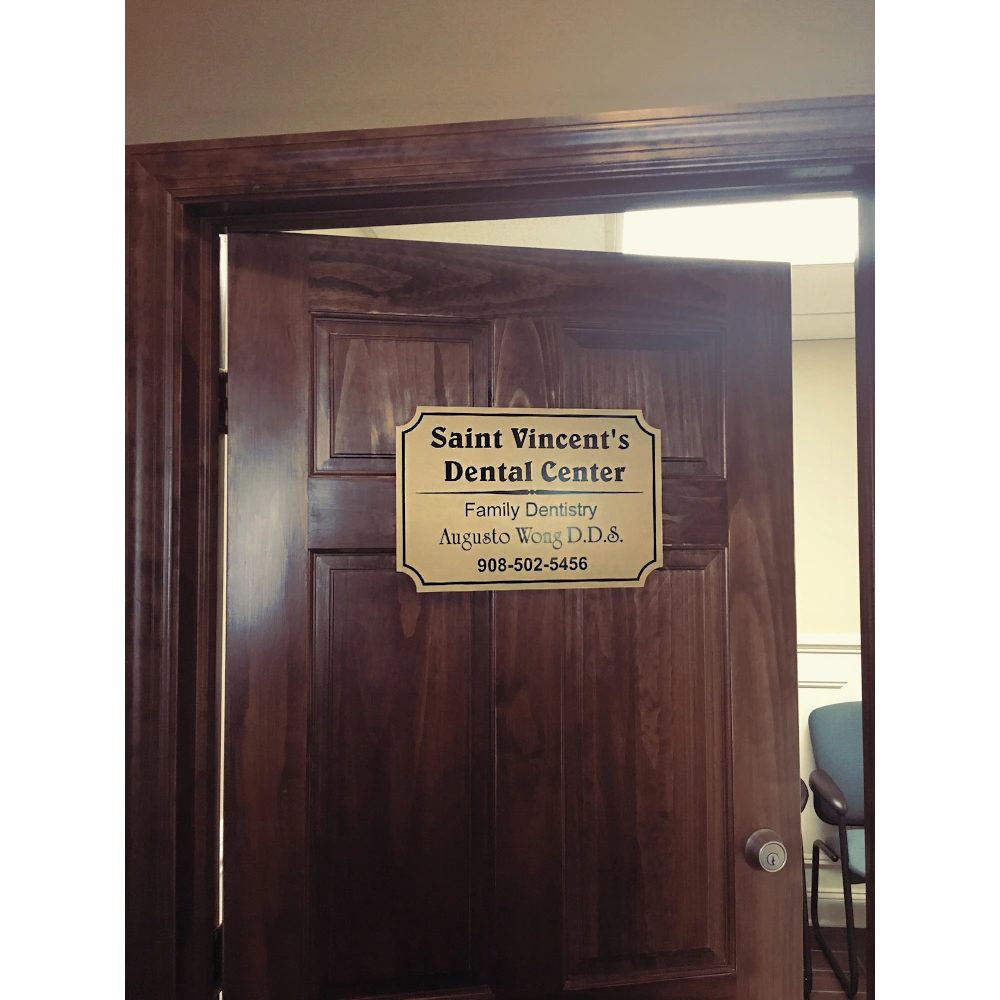 Saint Vincent's
Dental Center
Family Dentistry
Augusto Wong D.D.S.
908-502-5456